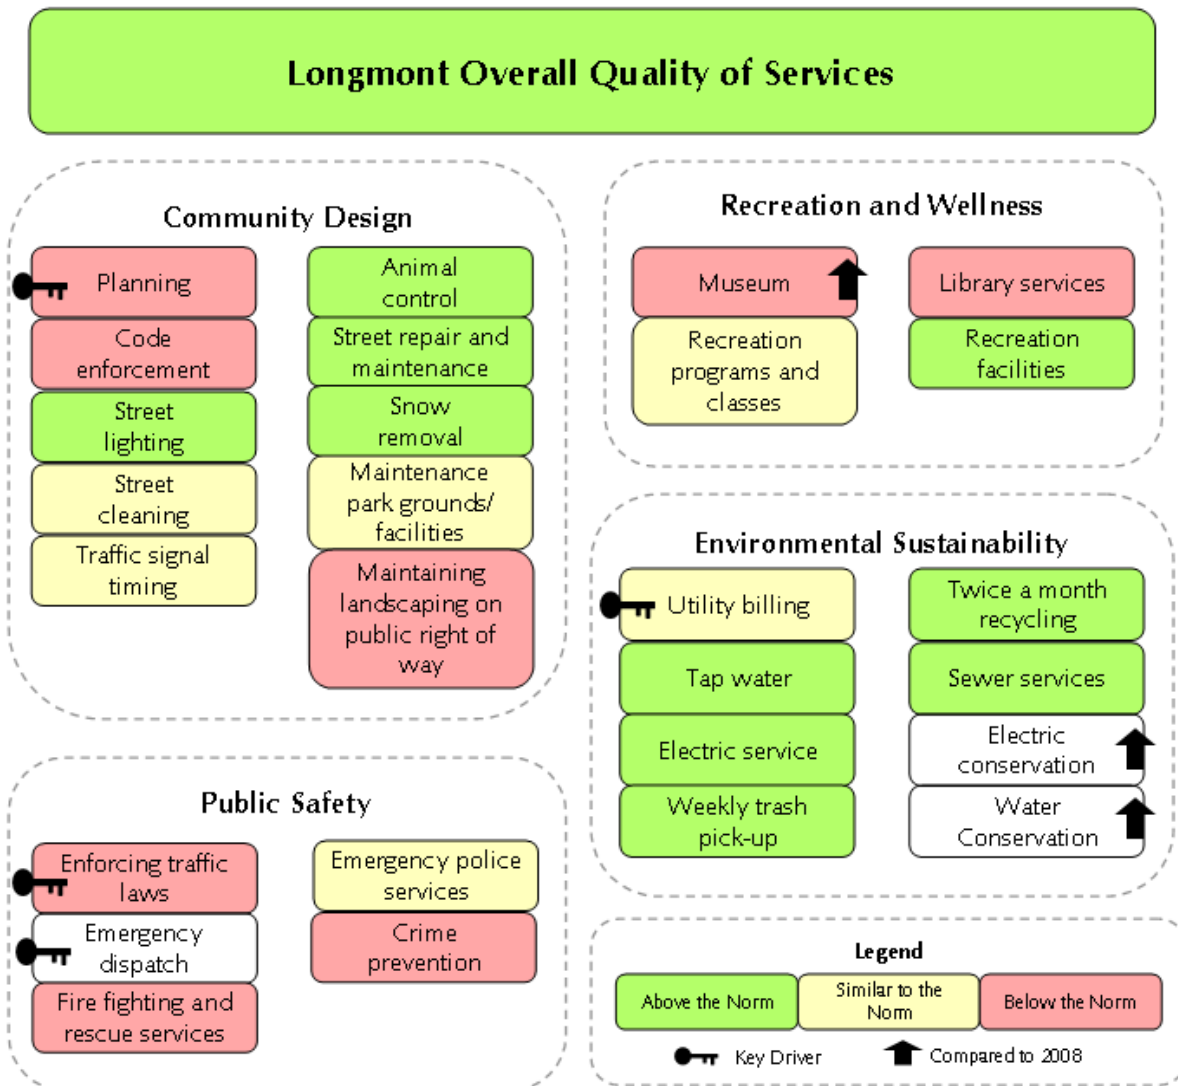 Longmont Overall Quality of Services
Community Design
Planning
Code
enforcement
Street
lighting
Street
cleaning
Traffic signal
timing
Animal
control
Street repair and
maintenance
Snow
removal
Maintenance
park grounds/
facilities
Maintaining
landscaping on
public right of
way
Recreation and Wellness
Museum
Recreation
programs and
classes
Library services
Recreation
facilities
Environmental Sustainability
Utility billing
Tap water
Electric service
Weekly trash
pick-up
Twice a month
recycling
Sewer services
Electric
conservation
Water
Conservation
Public Safety
Enforcing traffic
laws
Emergency
dispatch
Fire fighting and
rescue services
Emergency police
services
Crime
prevention
Legend
Above the Norm
Similar to the
Norm
Below the Norm
Key Driver
Compared to 2008